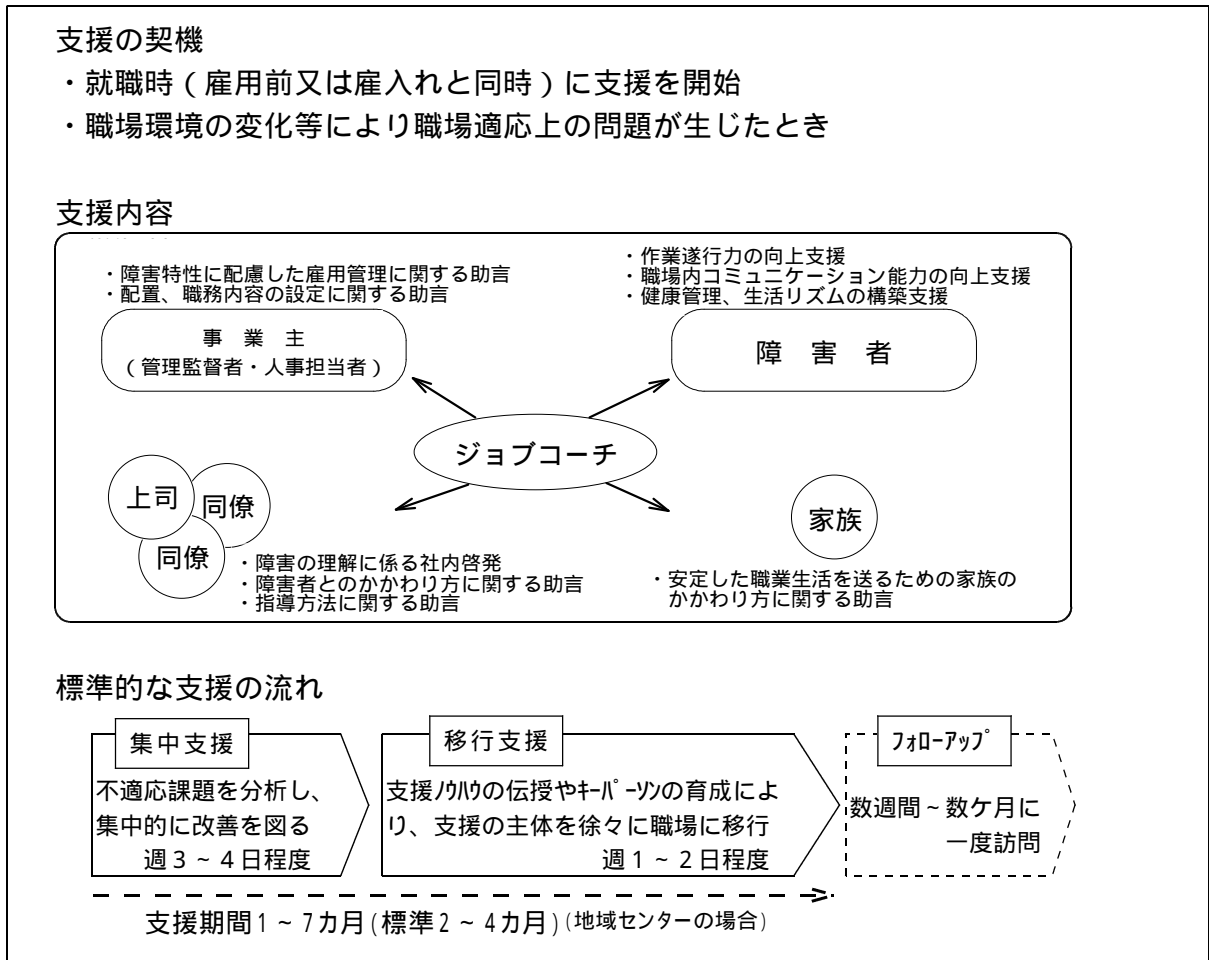 支援の契機
・就職時(雇用前又は雇入れと同時)に支援を開始
・職場環境の変化等により職場適応上の問題が生じたとき
支援内容
・障害特性に配慮した雇用管理に関する助言
・配置、職務内容の設定に関する助言
事業主
(管理監督者・人事担当者)
・作業遂行力の向上支援
・職場内コミュニケーション能力の向上支援
・健康管理、生活リズムの構築支援
障害者
ジョブコーチ
上司
同僚
同僚
・障害の理解に係る社内啓発
・障害者とのかかわり方に関する助言
・指導方法に関する助言
家族
・安定した職業生活を送るための家族の
かかわり方に関する助言
標準的な支援の流れ
集中支援
不適応課題を分析し、
集中的に改善を図る
週3~4日程度
移行支援
支援ノウハウの伝授やキーパーソンの育成によ
り、支援の主体を徐々に職場に移行
週1~2日程度
フォローアップ
数週間~数ケ月に
一度訪問
支援期間1~7カ月(標準2~4カ月)(地域センターの場合)